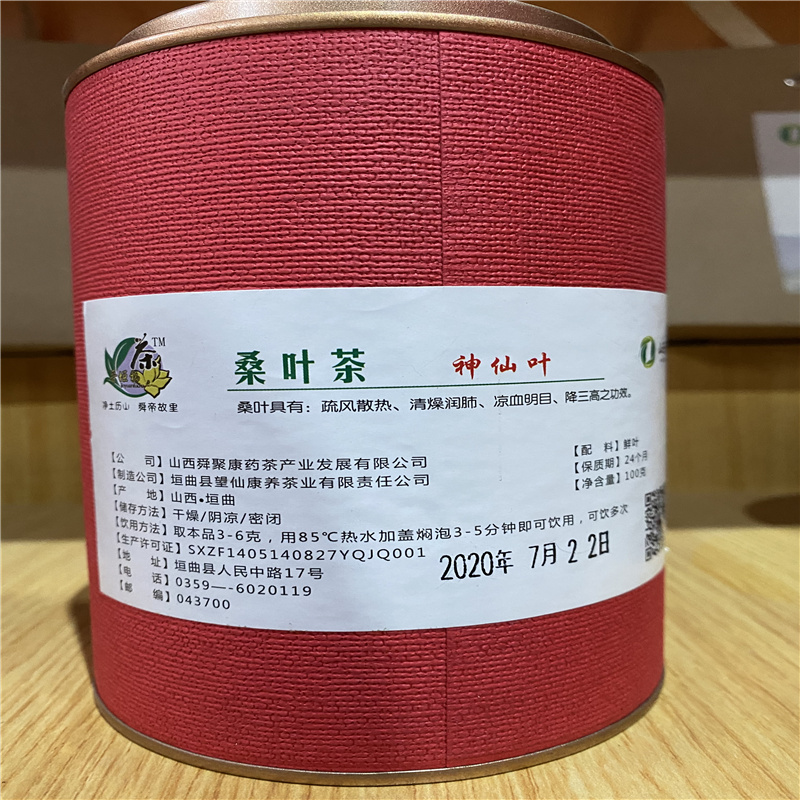 茶TM
净土历山 舜帝故里
桑叶茶 神仙叶
桑叶具有：疏风散热、清燥润肺、凉血明目、降三高之功效。
【公 司】山西舜聚康药茶产业发展有限公司
【制造公司】垣曲县望仙康养茶业有限责任公司
【产 地】山西•垣曲
【储存方法】干燥/阴凉/密闭
【饮用方法】取本品3-6克，用85℃热水加盖焖泡3-5分钟即可饮用，可饮多次
【生产许可证】SXZF1405140827YQJQ001
【地 址】垣曲县人民中路17号
【电 话】0359—-6020119
【邮 编】043700
【配 料】鲜叶
【保质期】24个月
【净含量】100克
2020年 7月22日